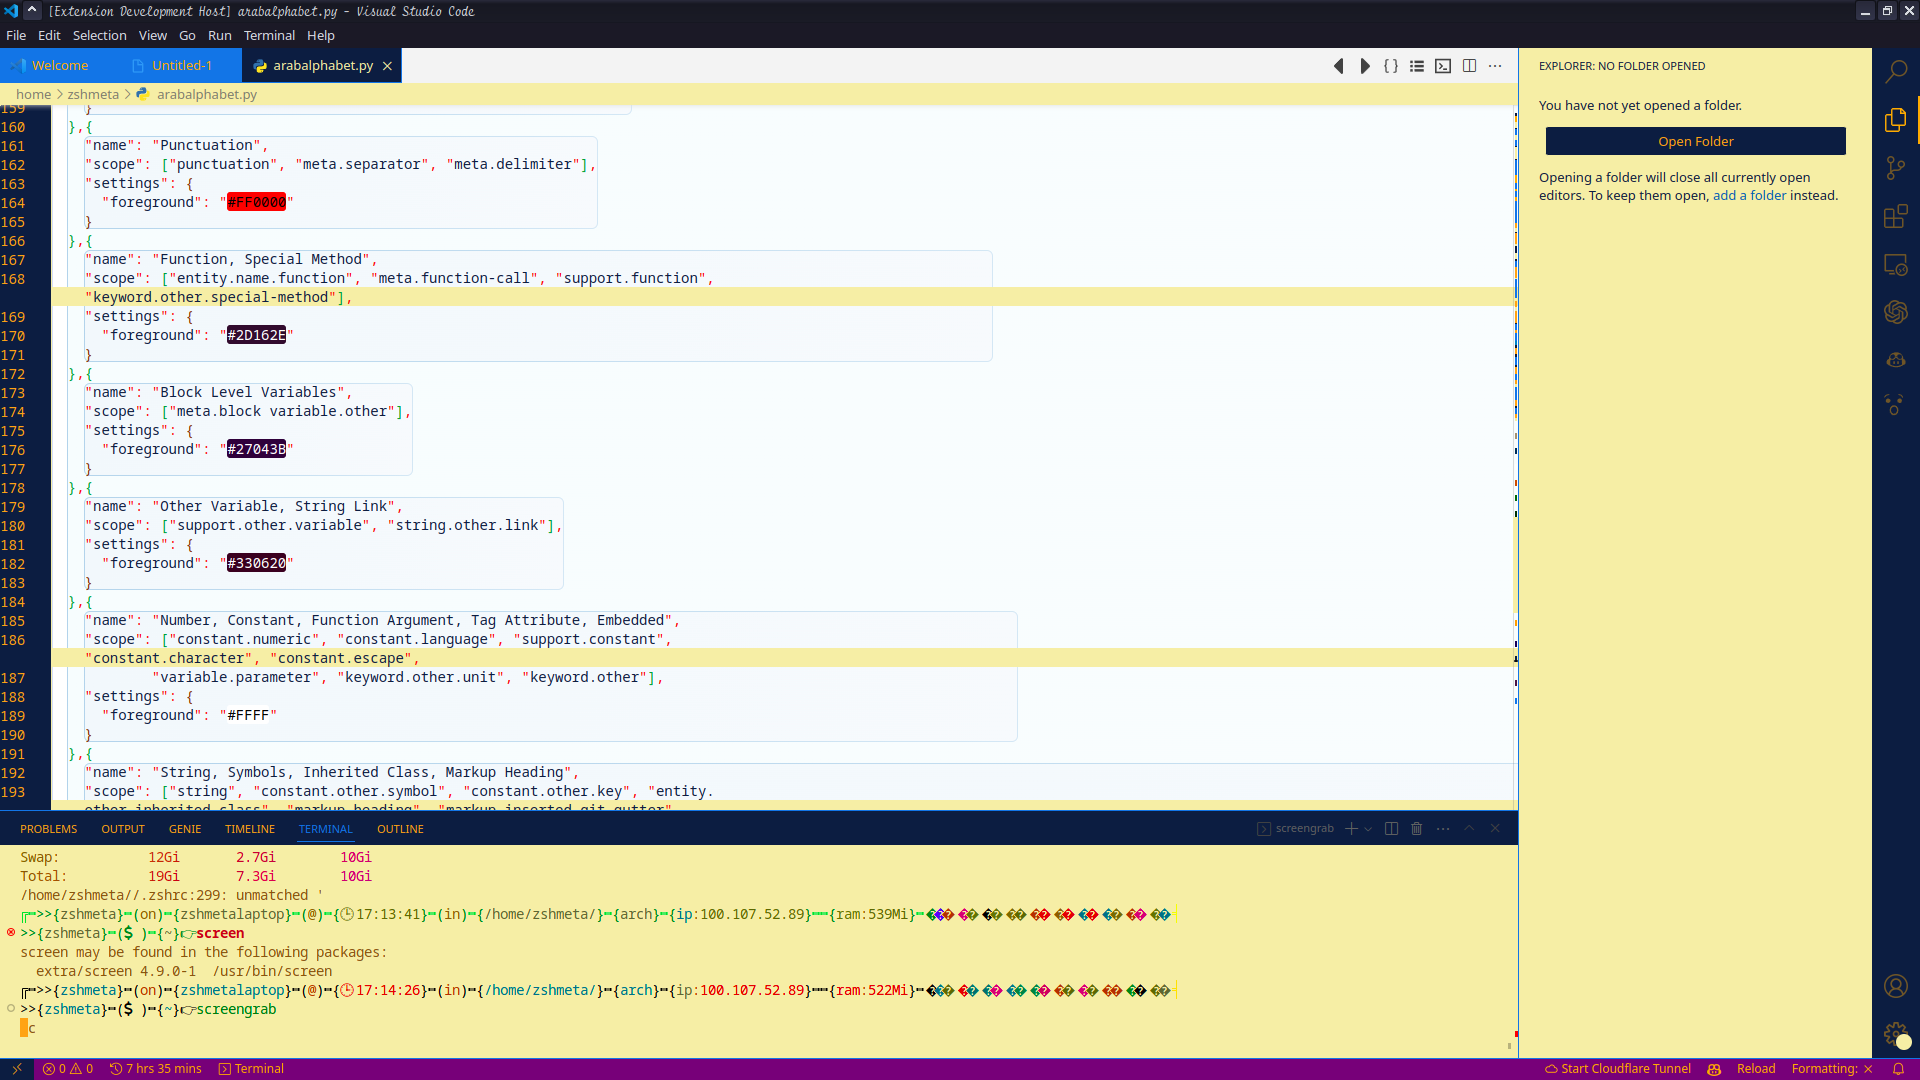 [Extension Development Host] arabalphabet.py - Visual Studio Code
File Edit Selection View Go Run Terminal Help
Welcome Untitled-1 arabalphabet.py
home > zshmeta > arabalphabet.py
159 }
160 },{
161 "name": "Punctuation",
162 "scope": ["punctuation", "meta.separator", "meta.delimiter"],
163 "settings": {
164 "foreground": "#FF0000"
165 }
166 },{
167 "name": "Function, Special Method",
168 "scope": ["entity.name.function", "meta.function-call", "support.function",
"keyword.other.special-method"],
169 "settings": {
170 "foreground": "#2D162E"
171 }
172 },{
173 "name": "Block Level Variables",
174 "scope": ["meta.block variable.other"],
175 "settings": {
176 "foreground": "#27043B"
177 }
178 },{
179 "name": "Other Variable, String Link",
180 "scope": ["support.other.variable", "string.other.link"],
181 "settings": {
182 "foreground": "#330620"
183 }
184 },{
185 "name": "Number, Constant, Function Argument, Tag Attribute, Embedded",
186 "scope": ["constant.numeric", "constant.language", "support.constant",
"constant.character", "constant.escape",
187 "variable.parameter", "keyword.other.unit", "keyword.other"],
188 "settings": {
189 "foreground": "#FFFF"
190 }
191 },{
192 "name": "String, Symbols, Inherited Class, Markup Heading",
193 "scope": ["string", "constant.other.symbol", "constant.other.key", "entity.
other.inherited-class", "markup.heading", "markup.inserted.git_gutter"
EXPLORER: NO FOLDER OPENED
You have not yet opened a folder.
Open Folder
Opening a folder will close all currently open
editors. To keep them open, add a folder instead.
PROBLEMS OUTPUT GENIE TIMELINE TERMINAL OUTLINE screengrab
Swap: 12Gi 2.7Gi 10Gi
Total: 19Gi 7.3Gi 10Gi
/home/zshmeta//.zshrc:299: unmatched '
>>{zshmeta}-(on)-{zshmetalaptop}-(@)-{🕒17:13:41}-(in)-{/home/zshmeta/}-{arch}-{ip:100.107.52.89}--{ram:539Mi}-
>>{zshmeta}-($ )-{~}👉screen
screen may be found in the following packages:
extra/screen 4.9.0-1 /usr/bin/screen
>>{zshmeta}-(on)-{zshmetalaptop}-(@)-{🕒17:14:26}-(in)-{/home/zshmeta/}-{arch}-{ip:100.107.52.89}--{ram:522Mi}-
>>{zshmeta}-($ )-{~}👉screengrab
c
0 0 7 hrs 35 mins Terminal Start Cloudflare Tunnel Reload Formatting: ×